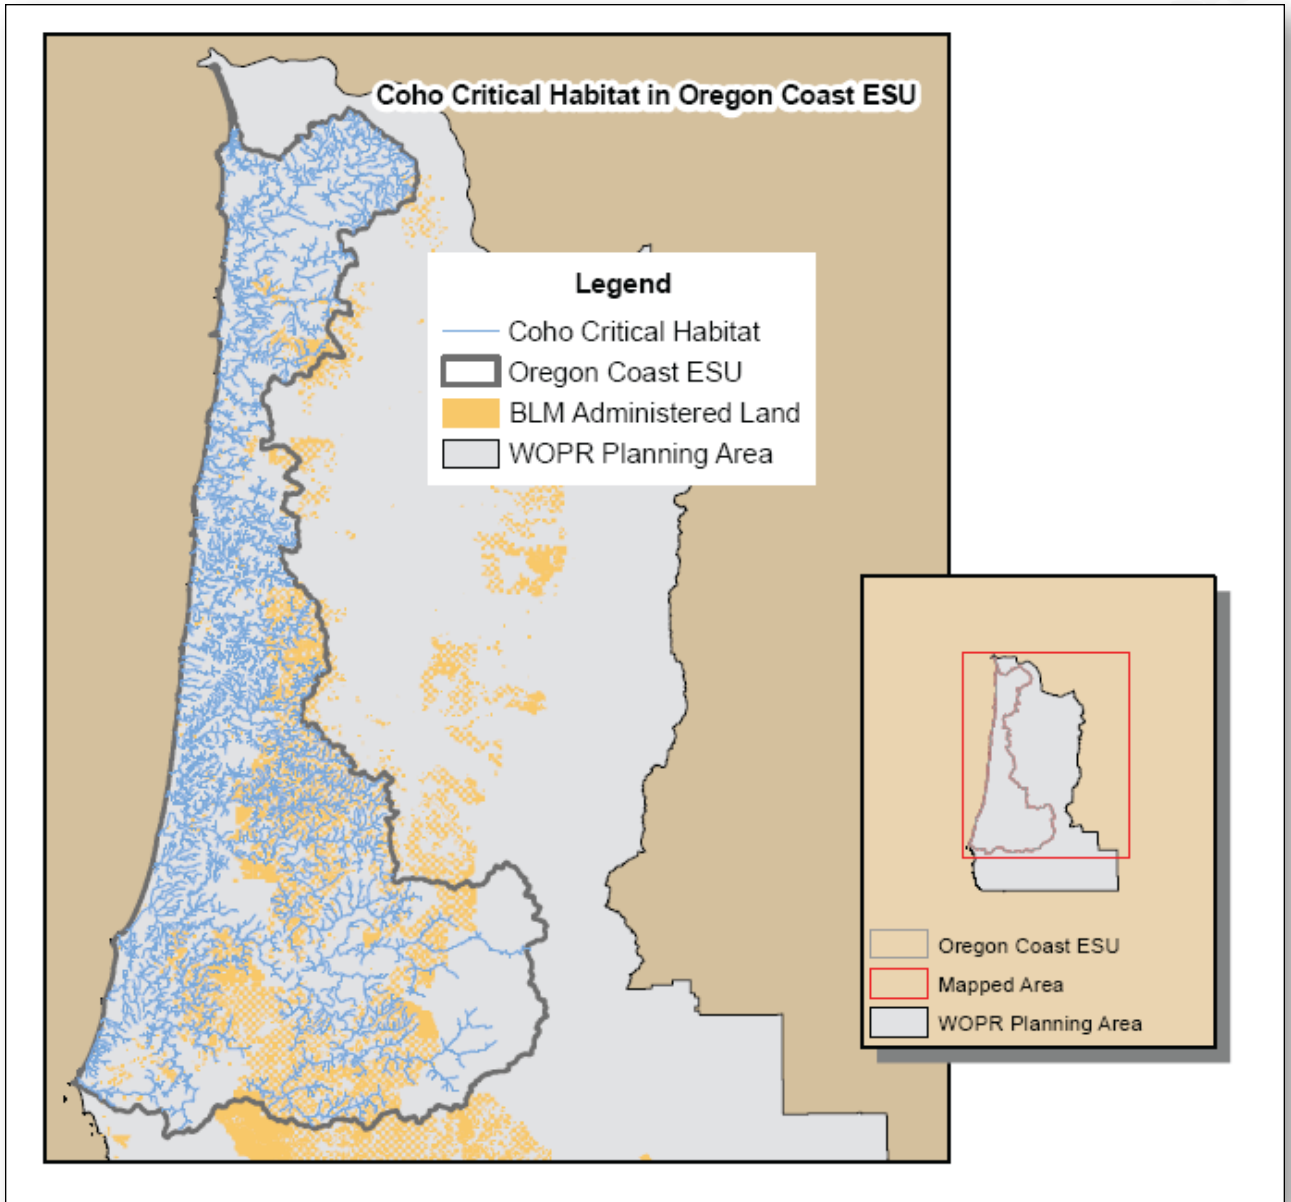 Coho Critical Habitat in Oregon Coast ESU
Legend
Coho Critical Habitat
Oregon Coast ESU
BLM Administered Land
WOPR Planning Area
Oregon Coast ESU
Mapped Area
WOPR Planning Area